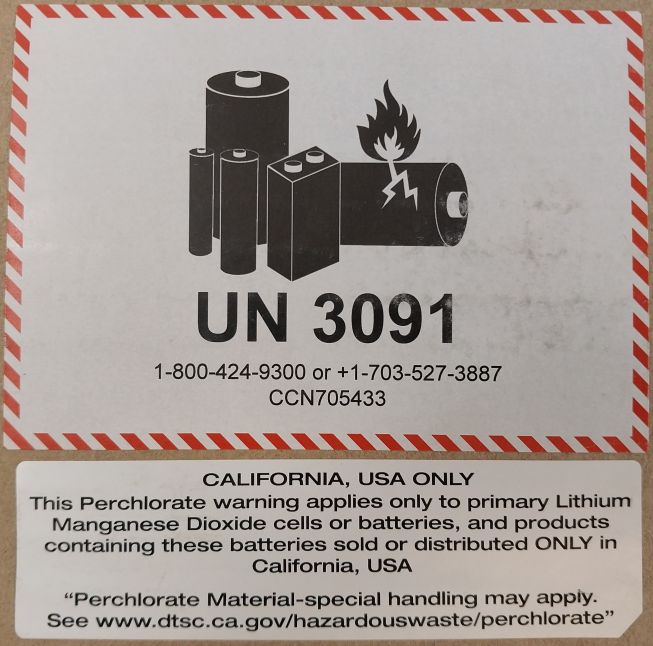 UN 3091
1-800-424-9300 or +1-703-527-3887
CCN705433
CALIFORNIA, USA ONLY
This Perchlorate warning applies only to primary Lithium
Manganese Dioxide cells or batteries, and products
containing these batteries sold or distributed ONLY in
California, USA
“Perchlorate Material-special handling may apply.
See www.dtsc.ca.gov/hazardouswaste/perchlorate”